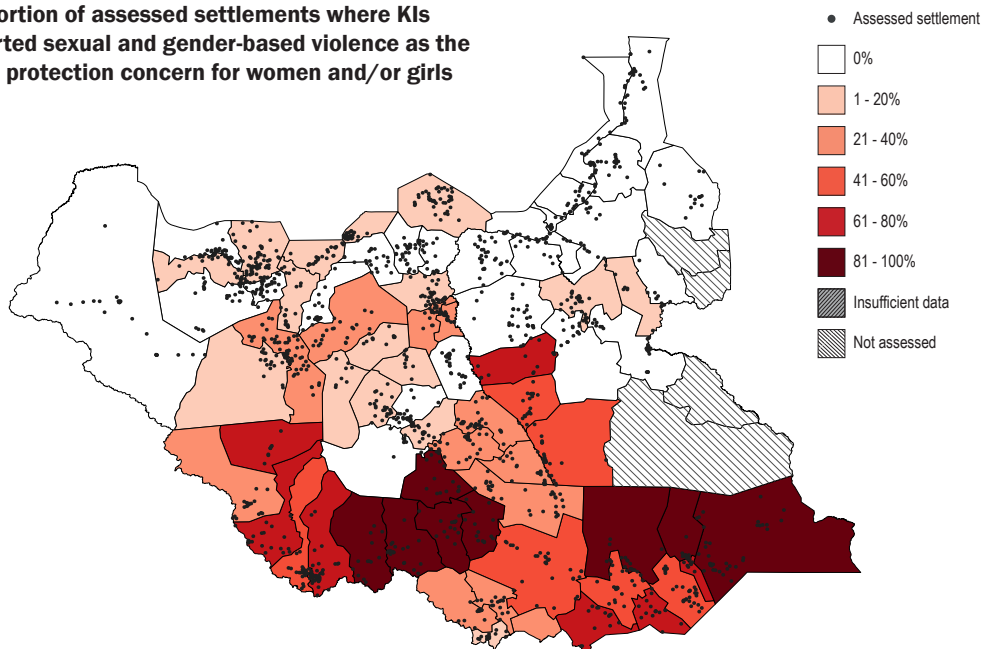 ortion of assessed settlements where KIs
rted sexual and gender-based violence as the
protection concern for women and/or girls
Assessed settlement
0%
1 - 20%
21 - 40%
41 - 60%
61 - 80%
81 - 100%
Insufficient data
Not assessed